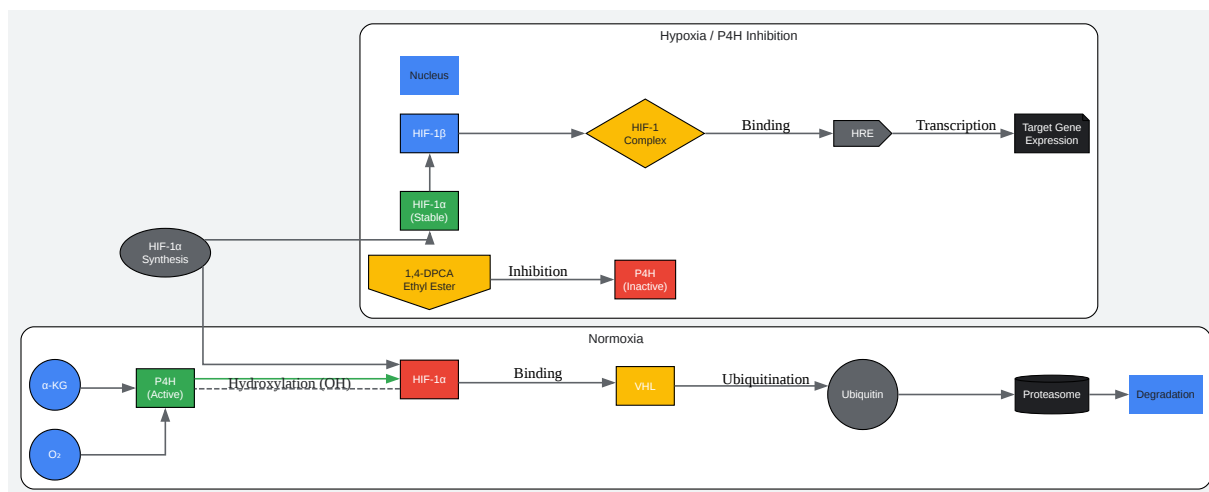 Hypoxia / P4H Inhibition
Nucleus
HIF-1β
HIF-1
Complex
Binding
HRE
Transcription
Target Gene
Expression
HIF-1α
(Stable)
HIF-1α
Synthesis
1,4-DPCA
Ethyl Ester
Inhibition
P4H
(Inactive)
Normoxia
α-KG
P4H
(Active)
Hydroxylation (OH)
HIF-1α
Binding
VHL
Ubiquitination
Ubiquitin
Proteasome
Degradation
O₂